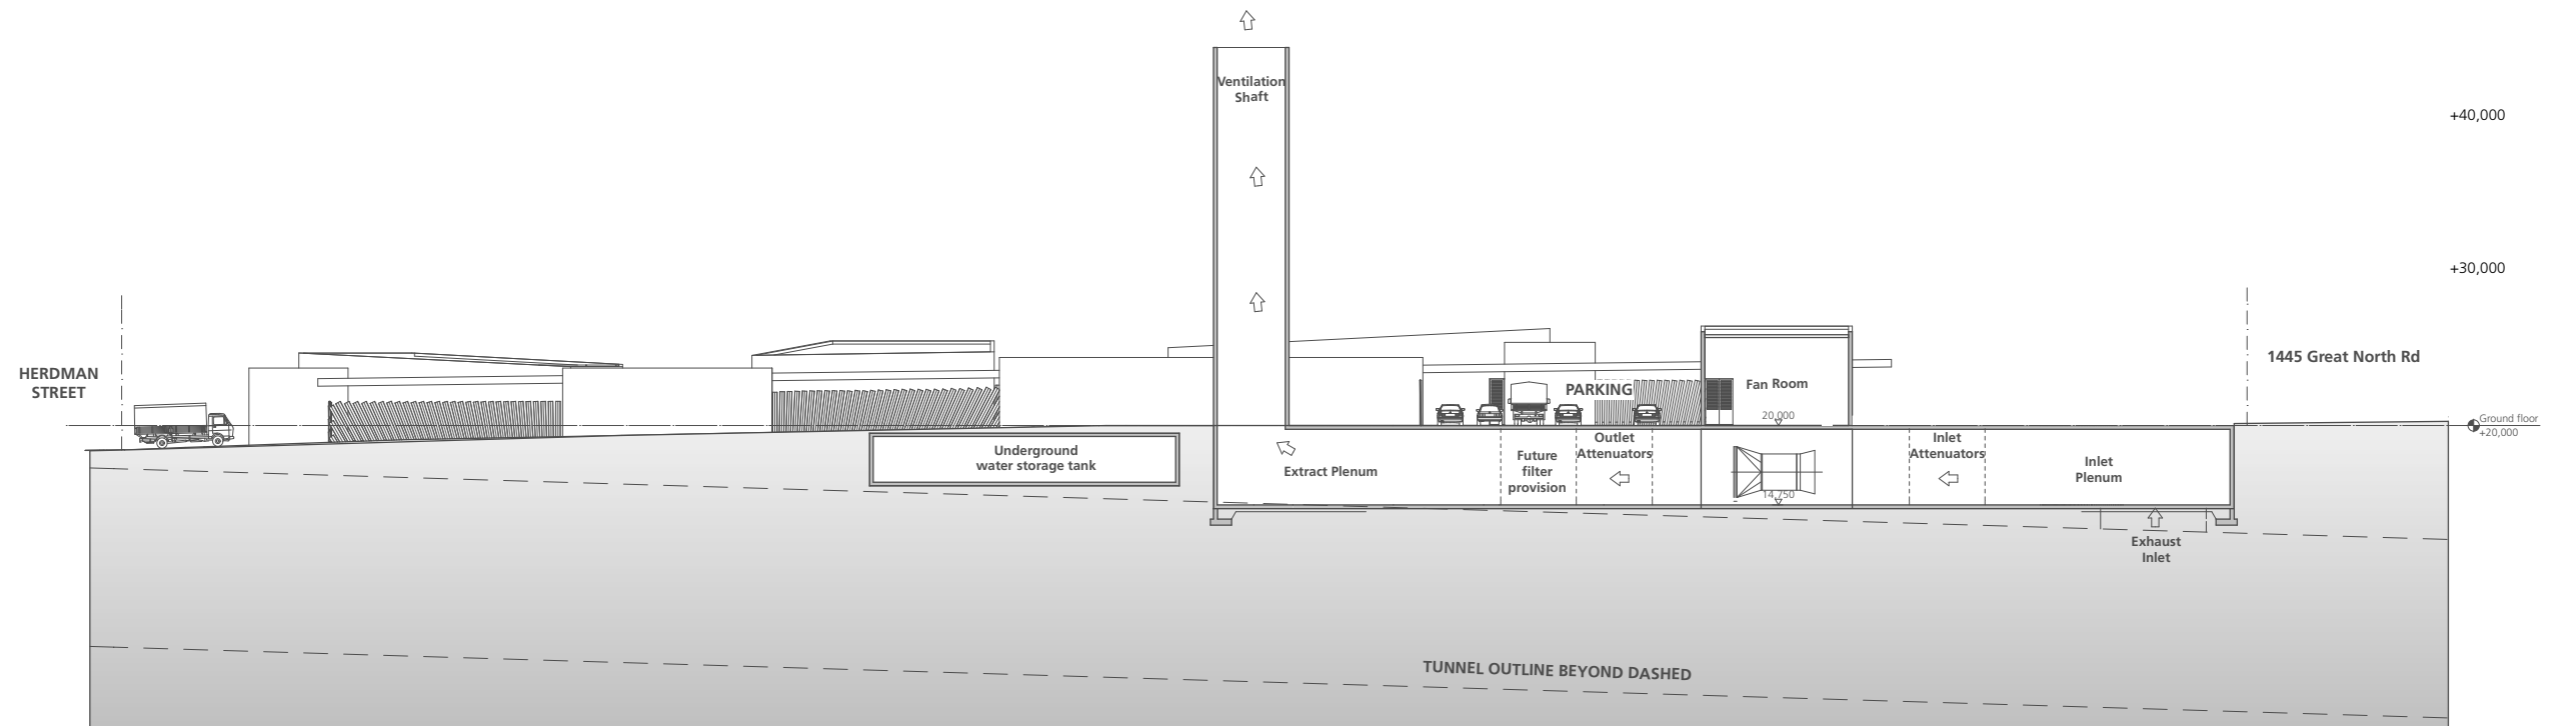 Ventilation
Shaft
+40,000
+30,000
HERDMAN
STREET
1445 Great North Rd
PARKING
Fan Room
20,000
Ground floor
+20,000
Underground
water storage tank
Extract Plenum
Future
filter
provision
Outlet
Attenuators
14,750
Inlet
Attenuators
Inlet
Plenum
Exhaust
Inlet
TUNNEL OUTLINE BEYOND DASHED